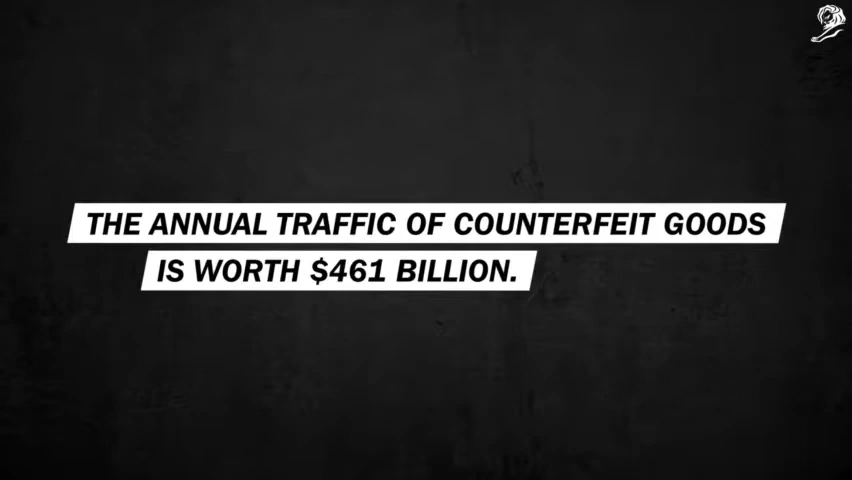 THE ANNUAL TRAFFIC OF COUNTERFEIT GOODS
IS WORTH $461 BILLION.